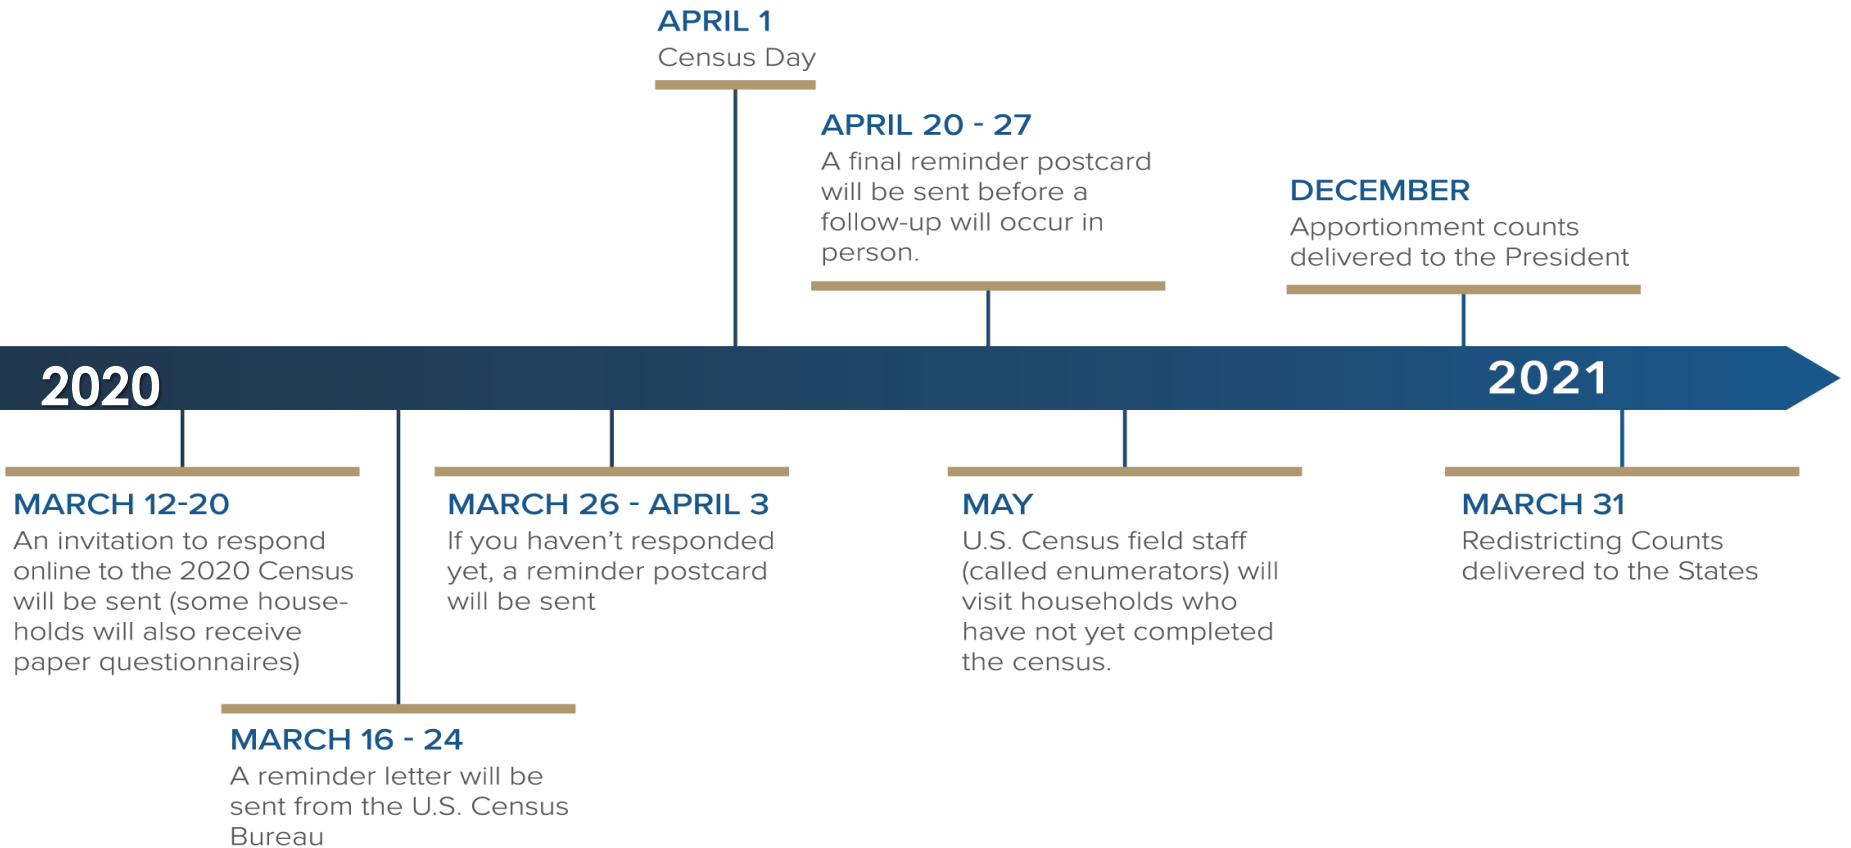 APRIL 1
Census Day
APRIL 20 - 27
A final reminder postcard
will be sent before a
follow-up will occur in
person.
DECEMBER
Apportionment counts
delivered to the President
2020
2021
MARCH 12-20
An invitation to respond
online to the 2020 Census
will be sent (some house-
holds will also receive
paper questionnaires)
MARCH 16 - 24
A reminder letter will be
sent from the U.S. Census
Bureau
MARCH 26 - APRIL 3
If you haven’t responded
yet, a reminder postcard
will be sent
MAY
U.S. Census field staff
(called enumerators) will
visit households who
have not yet completed
the census.
MARCH 31
Redistricting Counts
delivered to the States